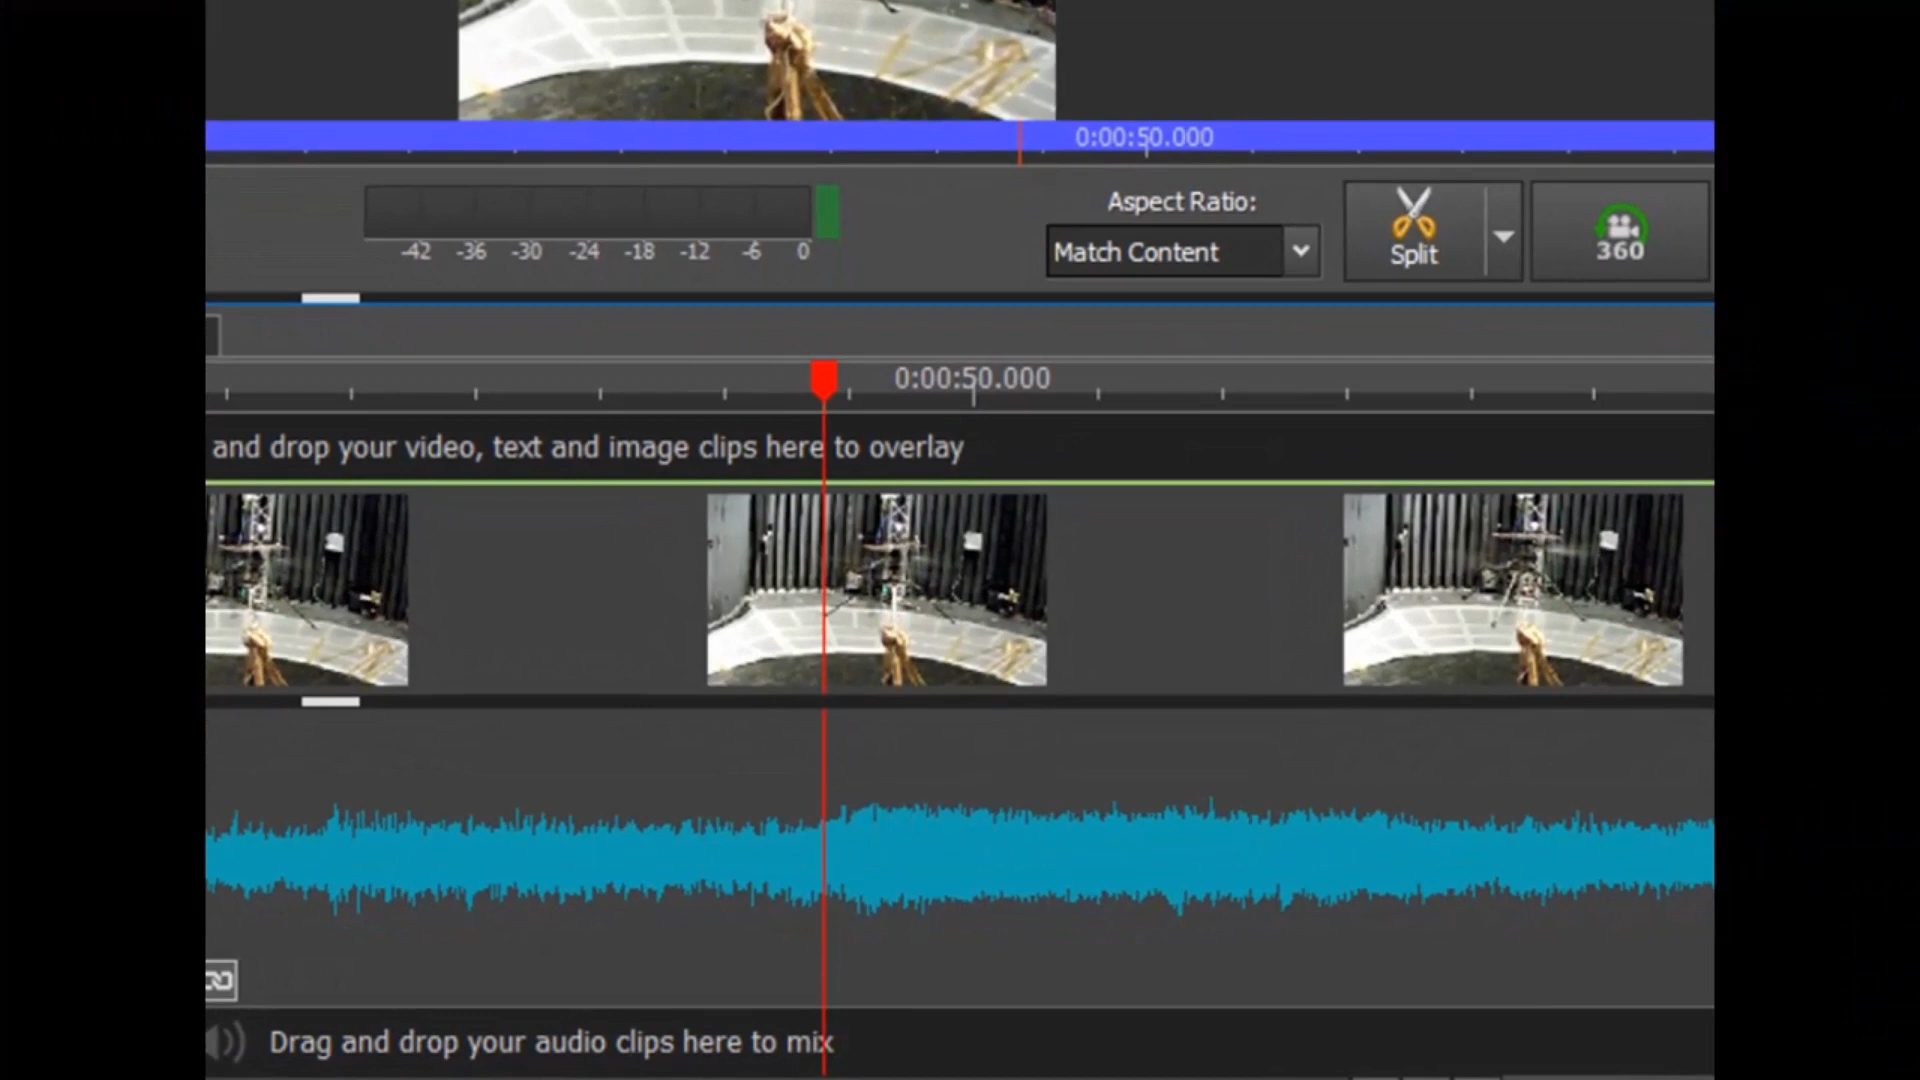 0:00:50.000
Aspect Ratio:
-42 -36 -30 -24 -18 -12 -6 0
Match Content
Split
360
0:00:50.000
and drop your video, text and image clips here to overlay
Drag and drop your audio clips here to mix